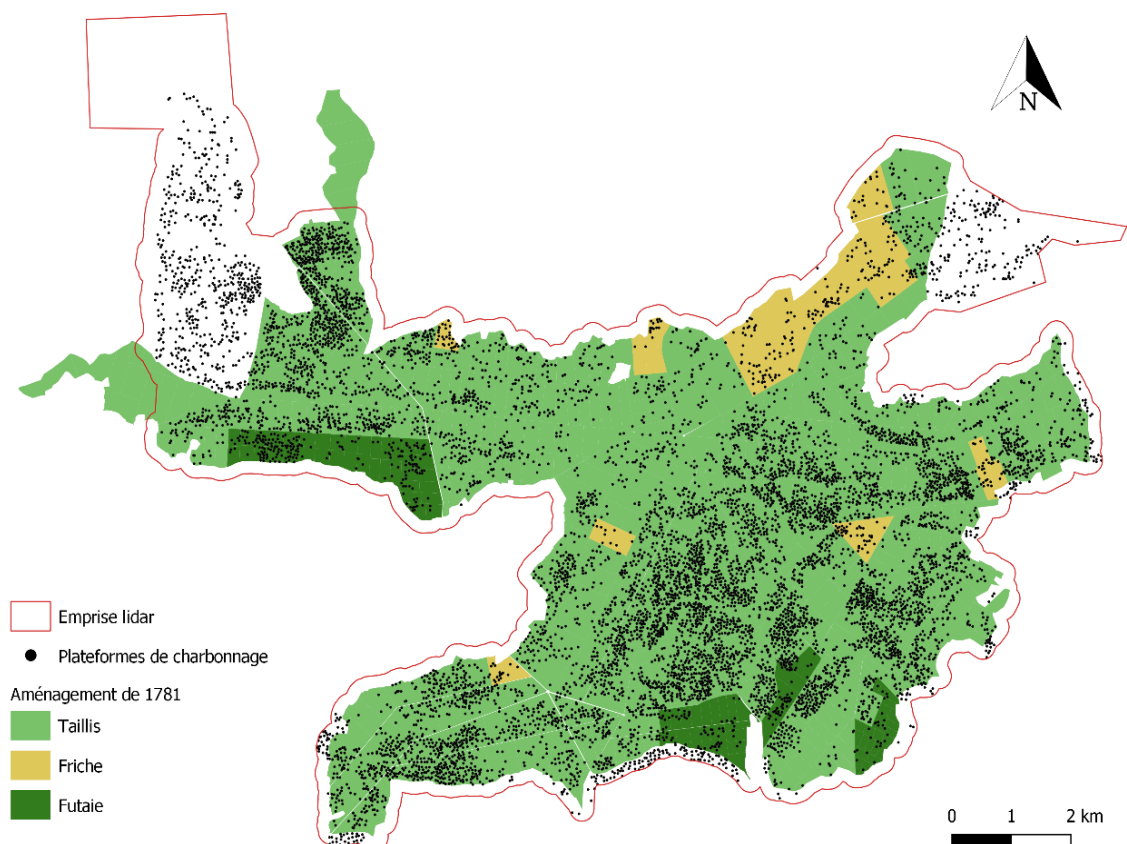 N
Emprise lidar
Plateformes de charbonnage
Aménagement de 1781
Taillis
Friche
Futaie
0 1 2 km